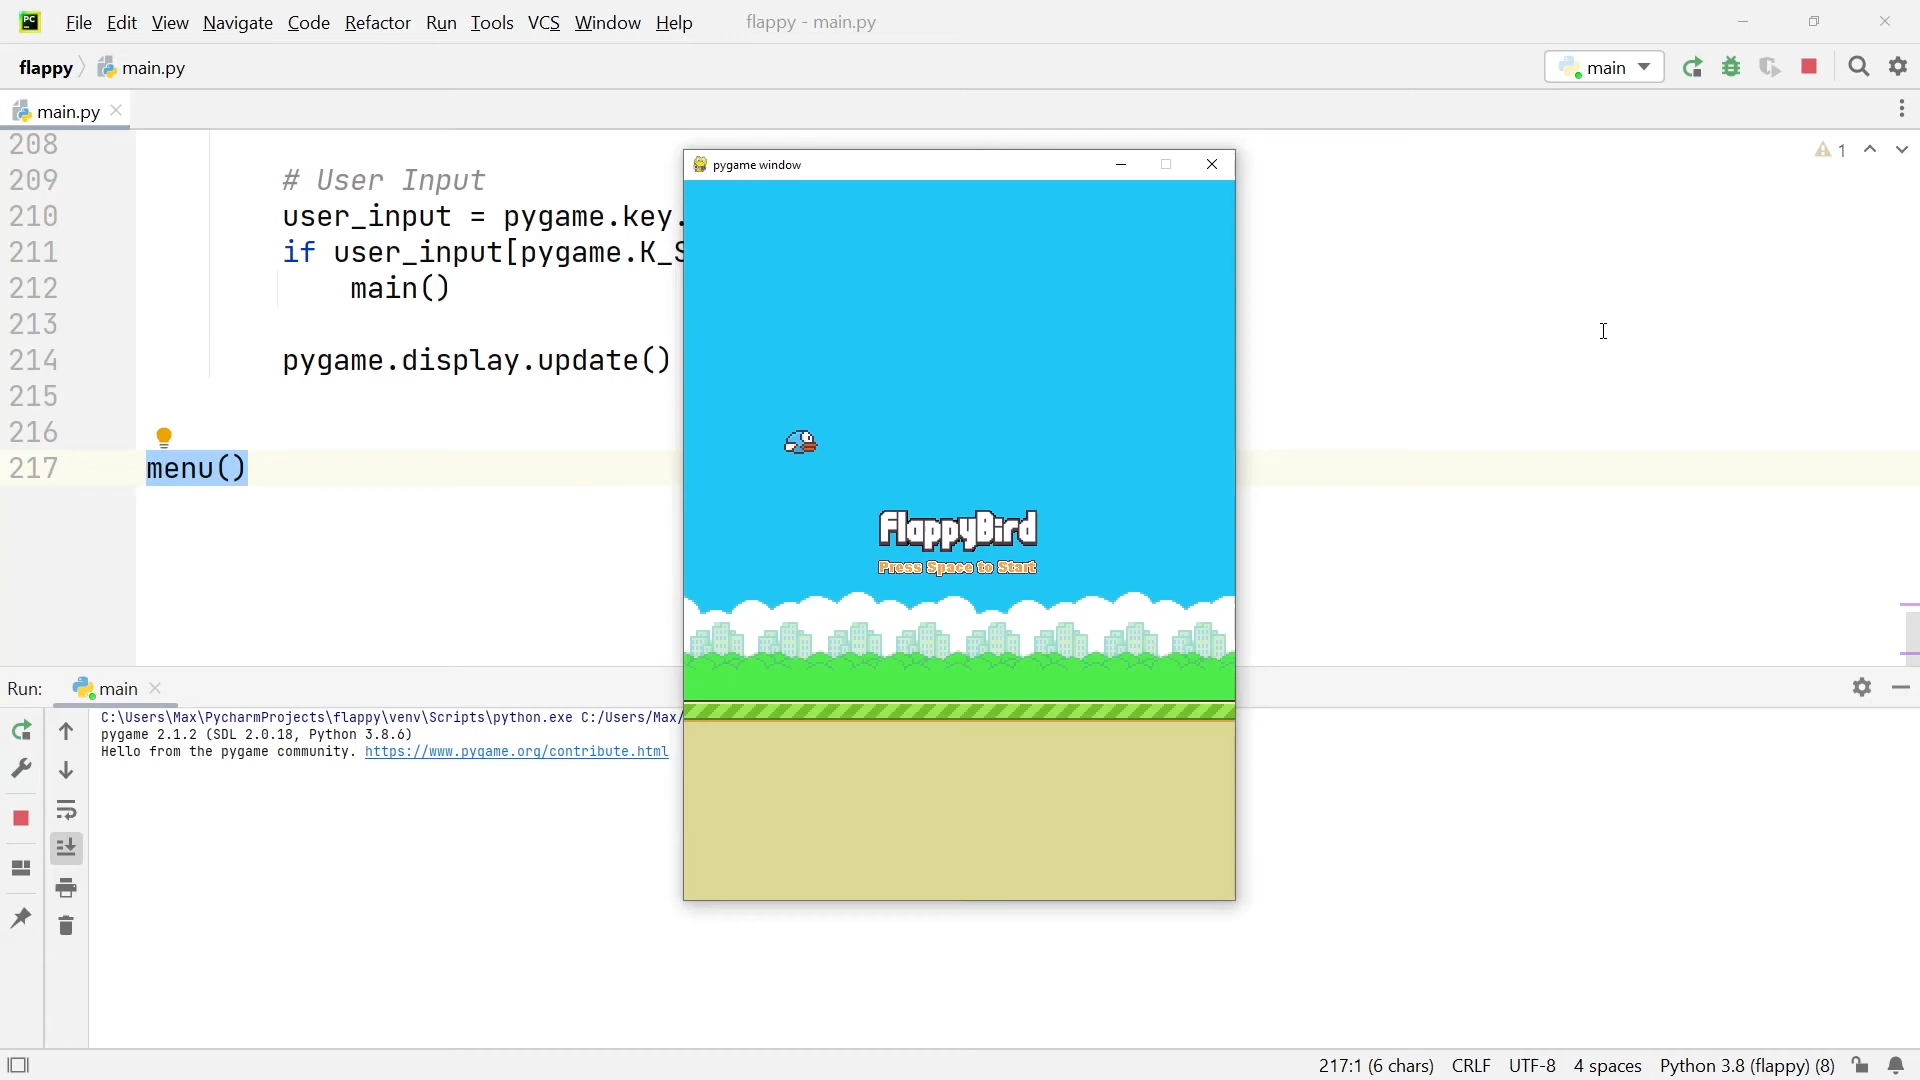 PC
File Edit View Navigate Code Refactor Run Tools VCS Window Help flappy - main.py
flappy main.py main
main.py
208
209 # User Input
210 user_input = pygame.key.
211 if user_input[pygame.K_S
212 main()
213
214 pygame.display.update()
215
216
217 menu()
1
pygame window
FlappyBird
Press Space to Start
Run: main
C:\Users\Max\PycharmProjects\flappy\venv\Scripts\python.exe C:/Users/Max/
pygame 2.1.2 (SDL 2.0.18, Python 3.8.6)
Hello from the pygame community. https://www.pygame.org/contribute.html
217:1 (6 chars) CRLF UTF-8 4 spaces Python 3.8 (flappy) (8)